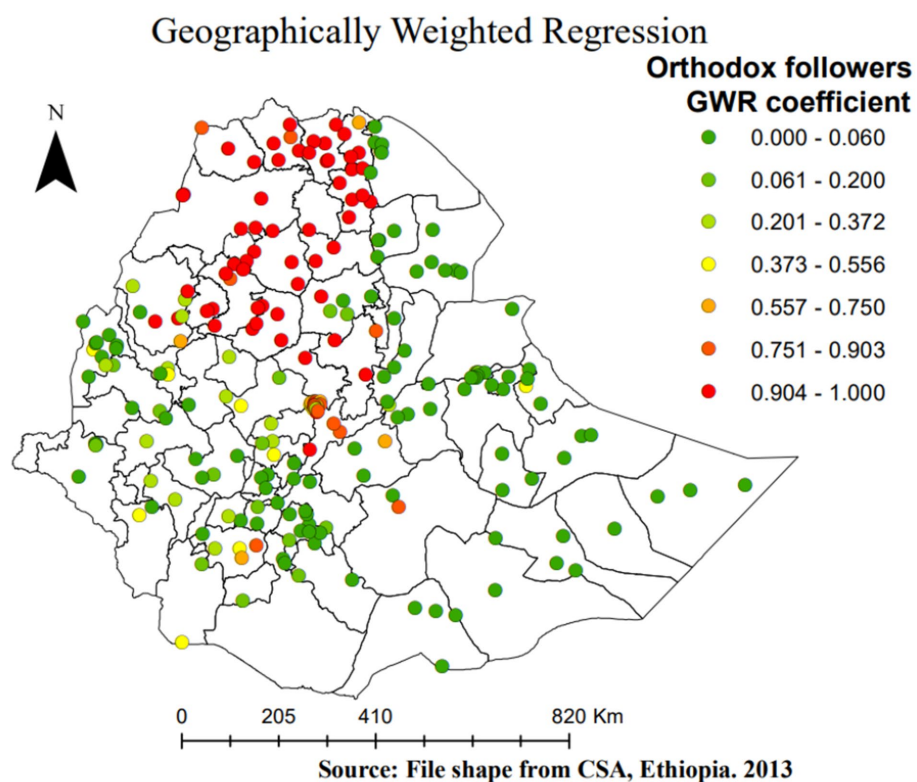 Geographically Weighted Regression
Orthodox followers
GWR coefficient
N
0.000 - 0.060
0.061 - 0.200
0.201 - 0.372
0.373 - 0.556
0.557 - 0.750
0.751 - 0.903
0.904 - 1.000
0 205 410 820 Km
Source: File shape from CSA, Ethiopia. 2013